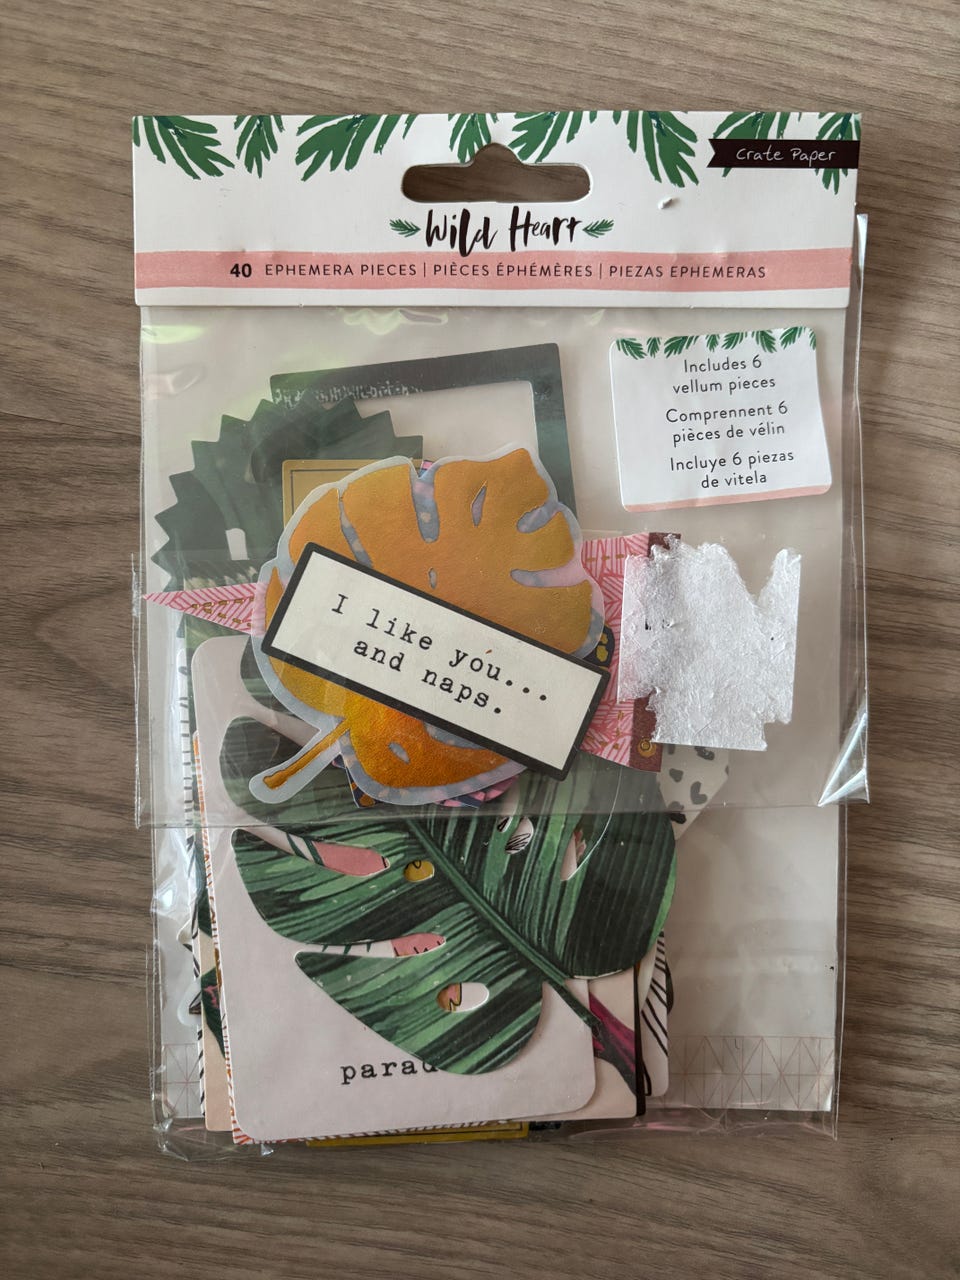 Crate Paper
Wild Heart
40 EPHEMERA PIECES | PIÈCES ÉPHÉMÈRES | PIEZAS EPHEMERAS
Includes 6
vellum pieces
Comprennent 6
pièces de vélin
Incluye 6 piezas
de vitela
I like you...
and naps.